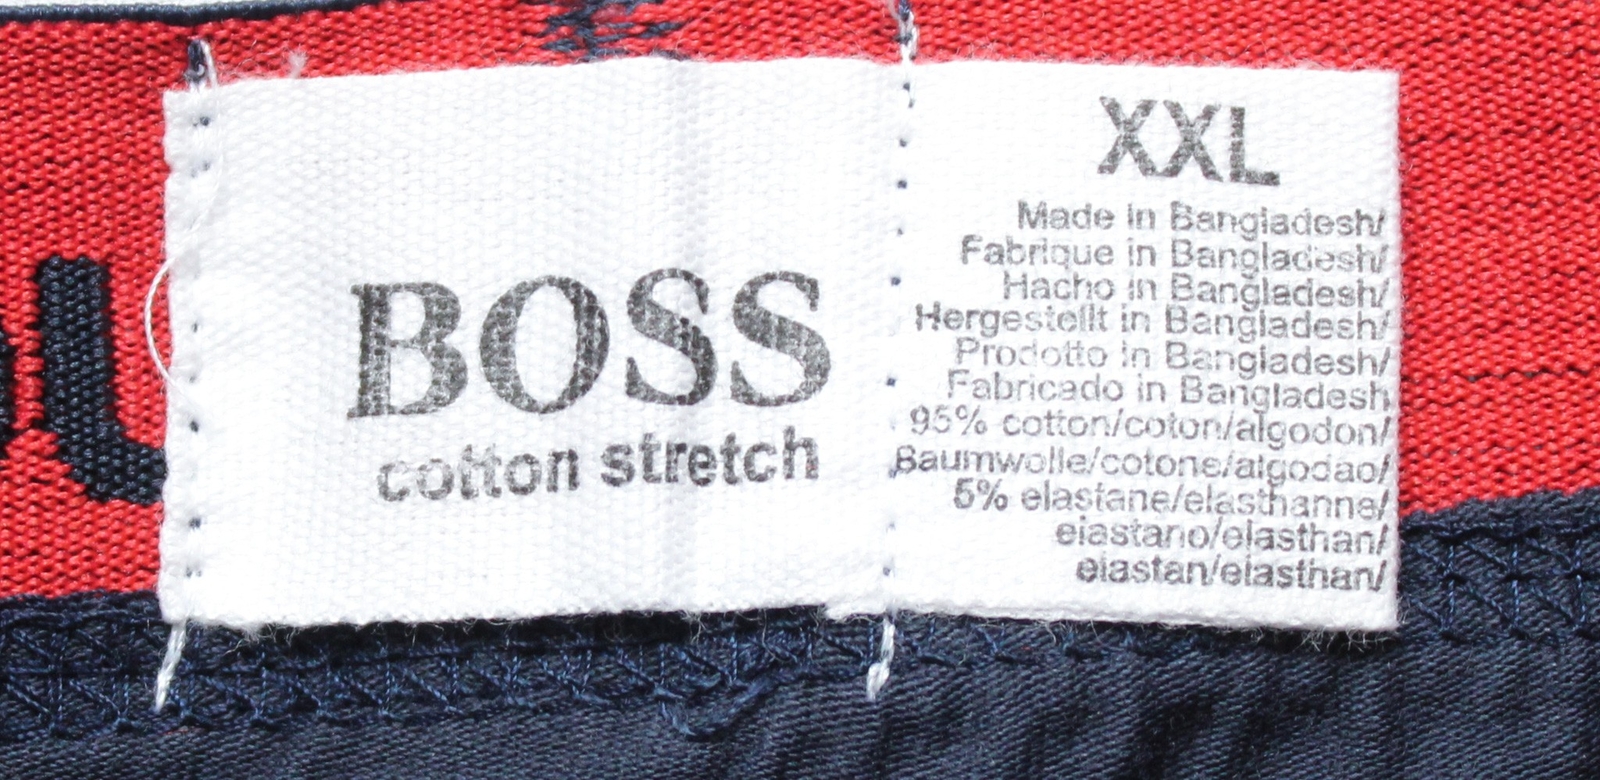 BOSS
cotton stretch
XXL
Made in Bangladesh/
Fabrique in Bangladesh/
Hacho in Bangladesh/
Hergestellt in Bangladesh/
Prodotto in Bangladesh/
Fabricado in Bangladesh
95% cotton/coton/algodon/
Baumwolle/cotone/algodao/
5% elastane/elasthanne/
eiastano/elasthan/
elastan/elasthan/